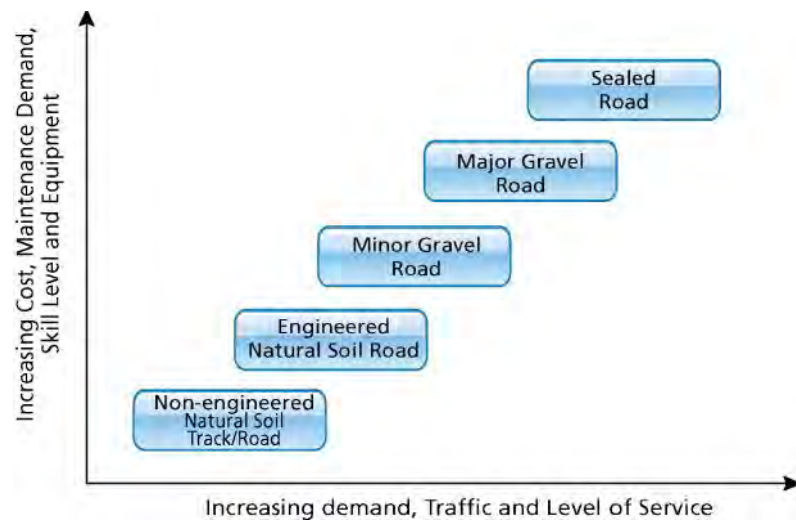 Increasing Cost, Maintenance Demand,
Skill Level and Equipment
Sealed
Road
Major Gravel
Road
Minor Gravel
Road
Engineered
Natural Soil Road
Non-engineered
Natural Soil
Track/Road
Increasing demand, Traffic and Level of Service